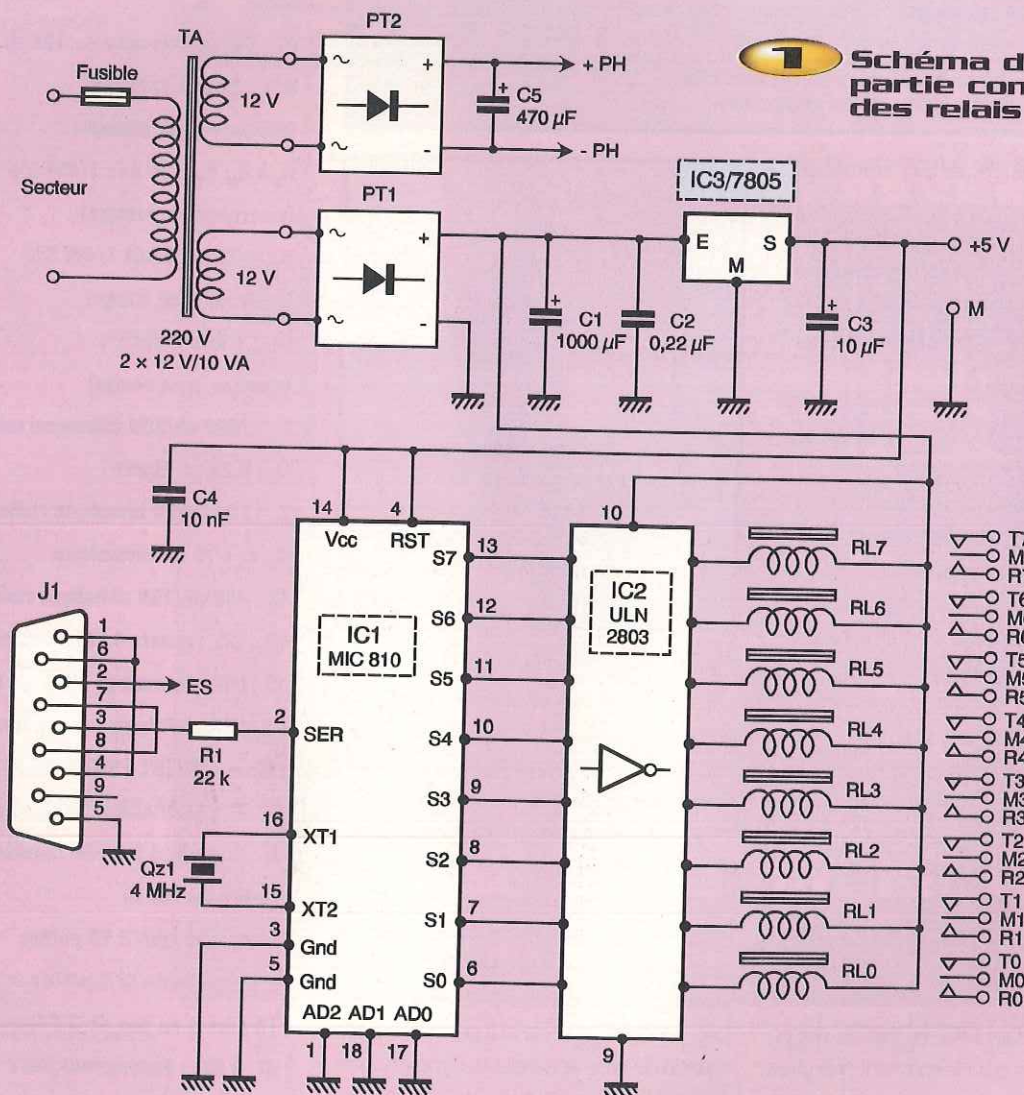 1
Schéma d
partie con
des relais
TA
PT2
Fusible
12 V
+ PH
C5
470 µF
- PH
Secteur
PT1
IC3/7805
E
S
M
+5 V
12 V
C1
1000 µF
C2
0,22 µF
C3
10 µF
M
220 V
2 × 12 V/10 VA
C4
10 nF
14
4
10
Vcc
RST
S7
13
RL7
T7
M
R7
J1
IC1
MIC 810
S6
12
IC2
ULN
2803
RL6
T6
M6
R6
1
6
2
ES
7
3
8
4
9
5
S5
11
RL5
T5
M5
R5
R1
22 k
2
SER
S4
10
RL4
T4
M4
R4
S3
9
RL3
T3
M3
R3
16
XT1
Qz1
4 MHz
15
XT2
S2
8
RL2
T2
M2
R2
3
Gnd
S1
7
RL1
T1
M1
R1
5
Gnd
S0
6
RL0
T0
M0
R0
AD2
AD1
AD0
1
18
17
9